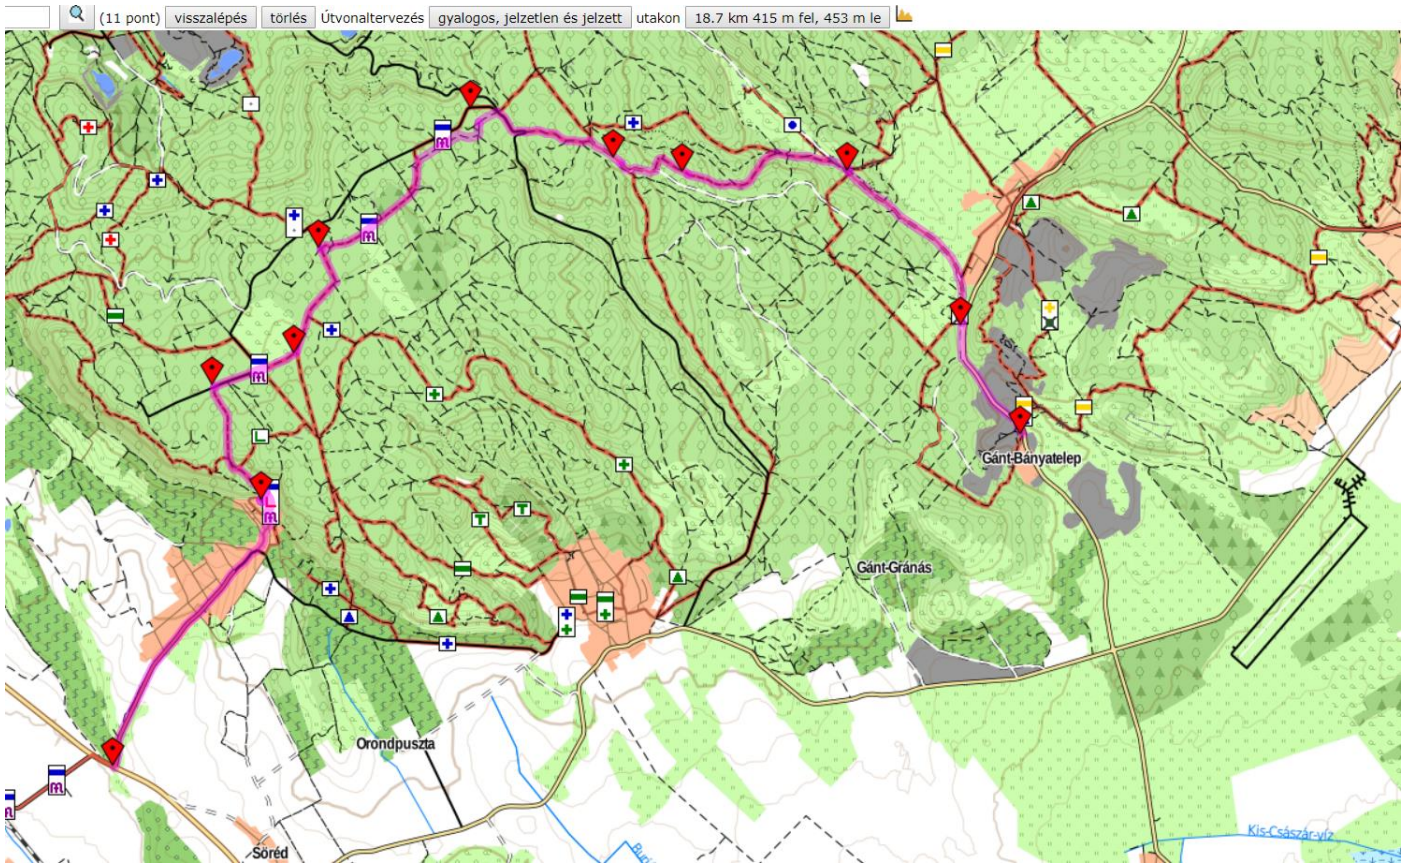 (11 pont) visszalépés törlés Útvonaltervezés gyalogos, jelzetlen és jelzett utakon 18.7 km 415 m fel, 453 m le
Gánt-Bányatelep
Gánt-Gránás
Orondpuszta
Söréd
Kis-Császár-víz